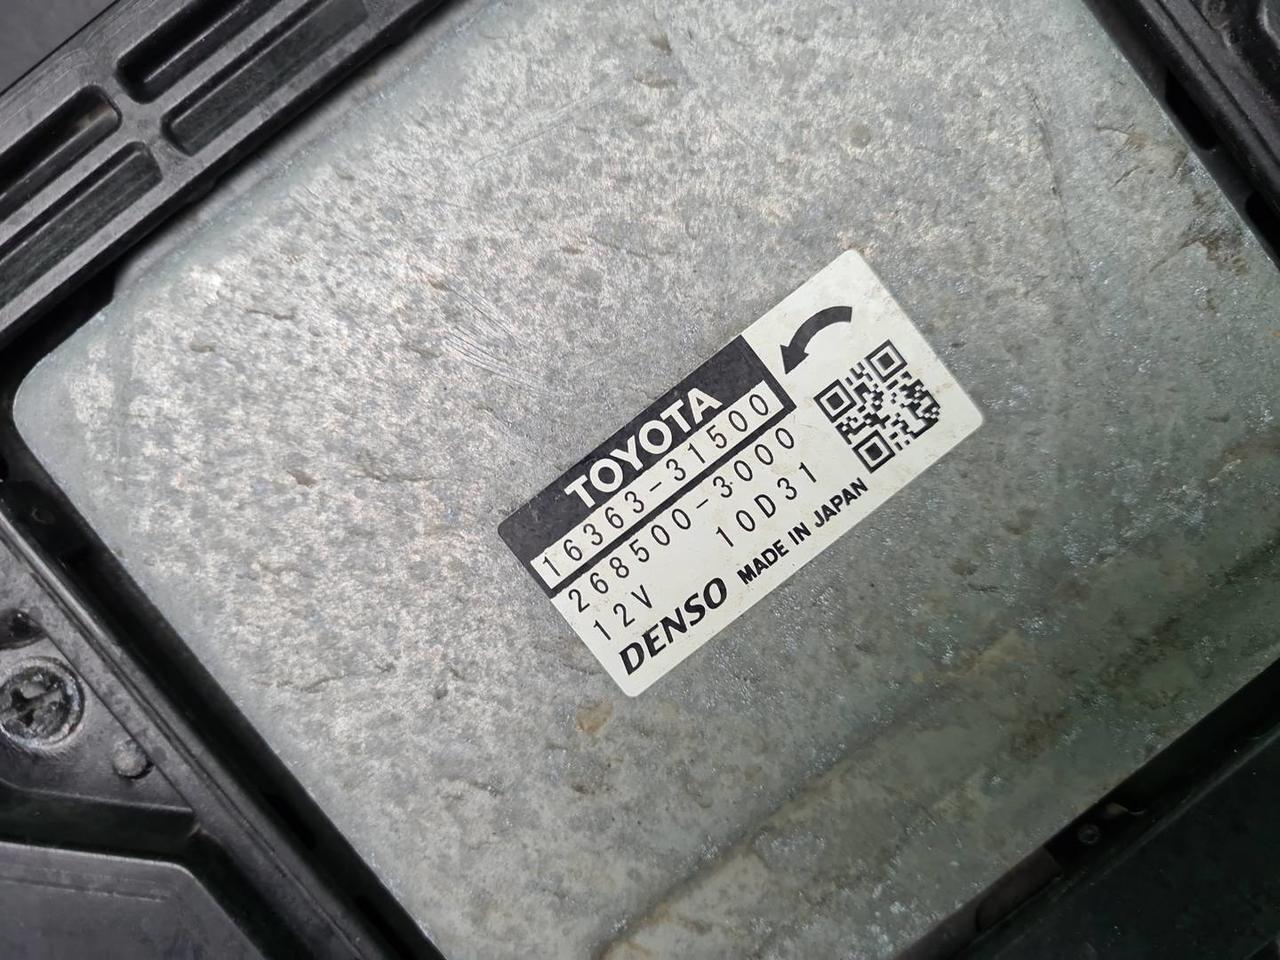 TOYOTA
16363-31500
268500-3000
12V 10D31
DENSO MADE IN JAPAN